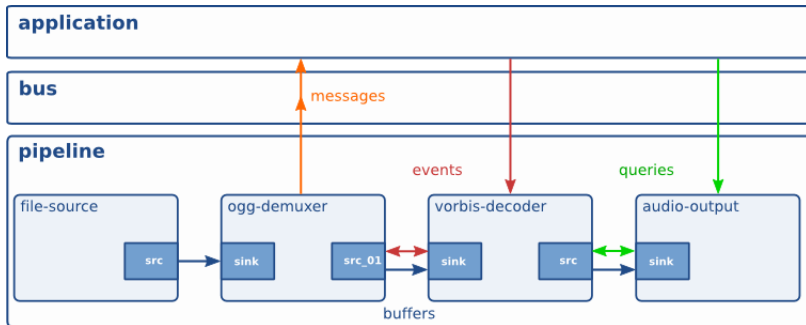 application
bus
messages
pipeline
events
queries
file-source
ogg-demuxer
vorbis-decoder
audio-output
src
sink
src_01
sink
src
sink
buffers